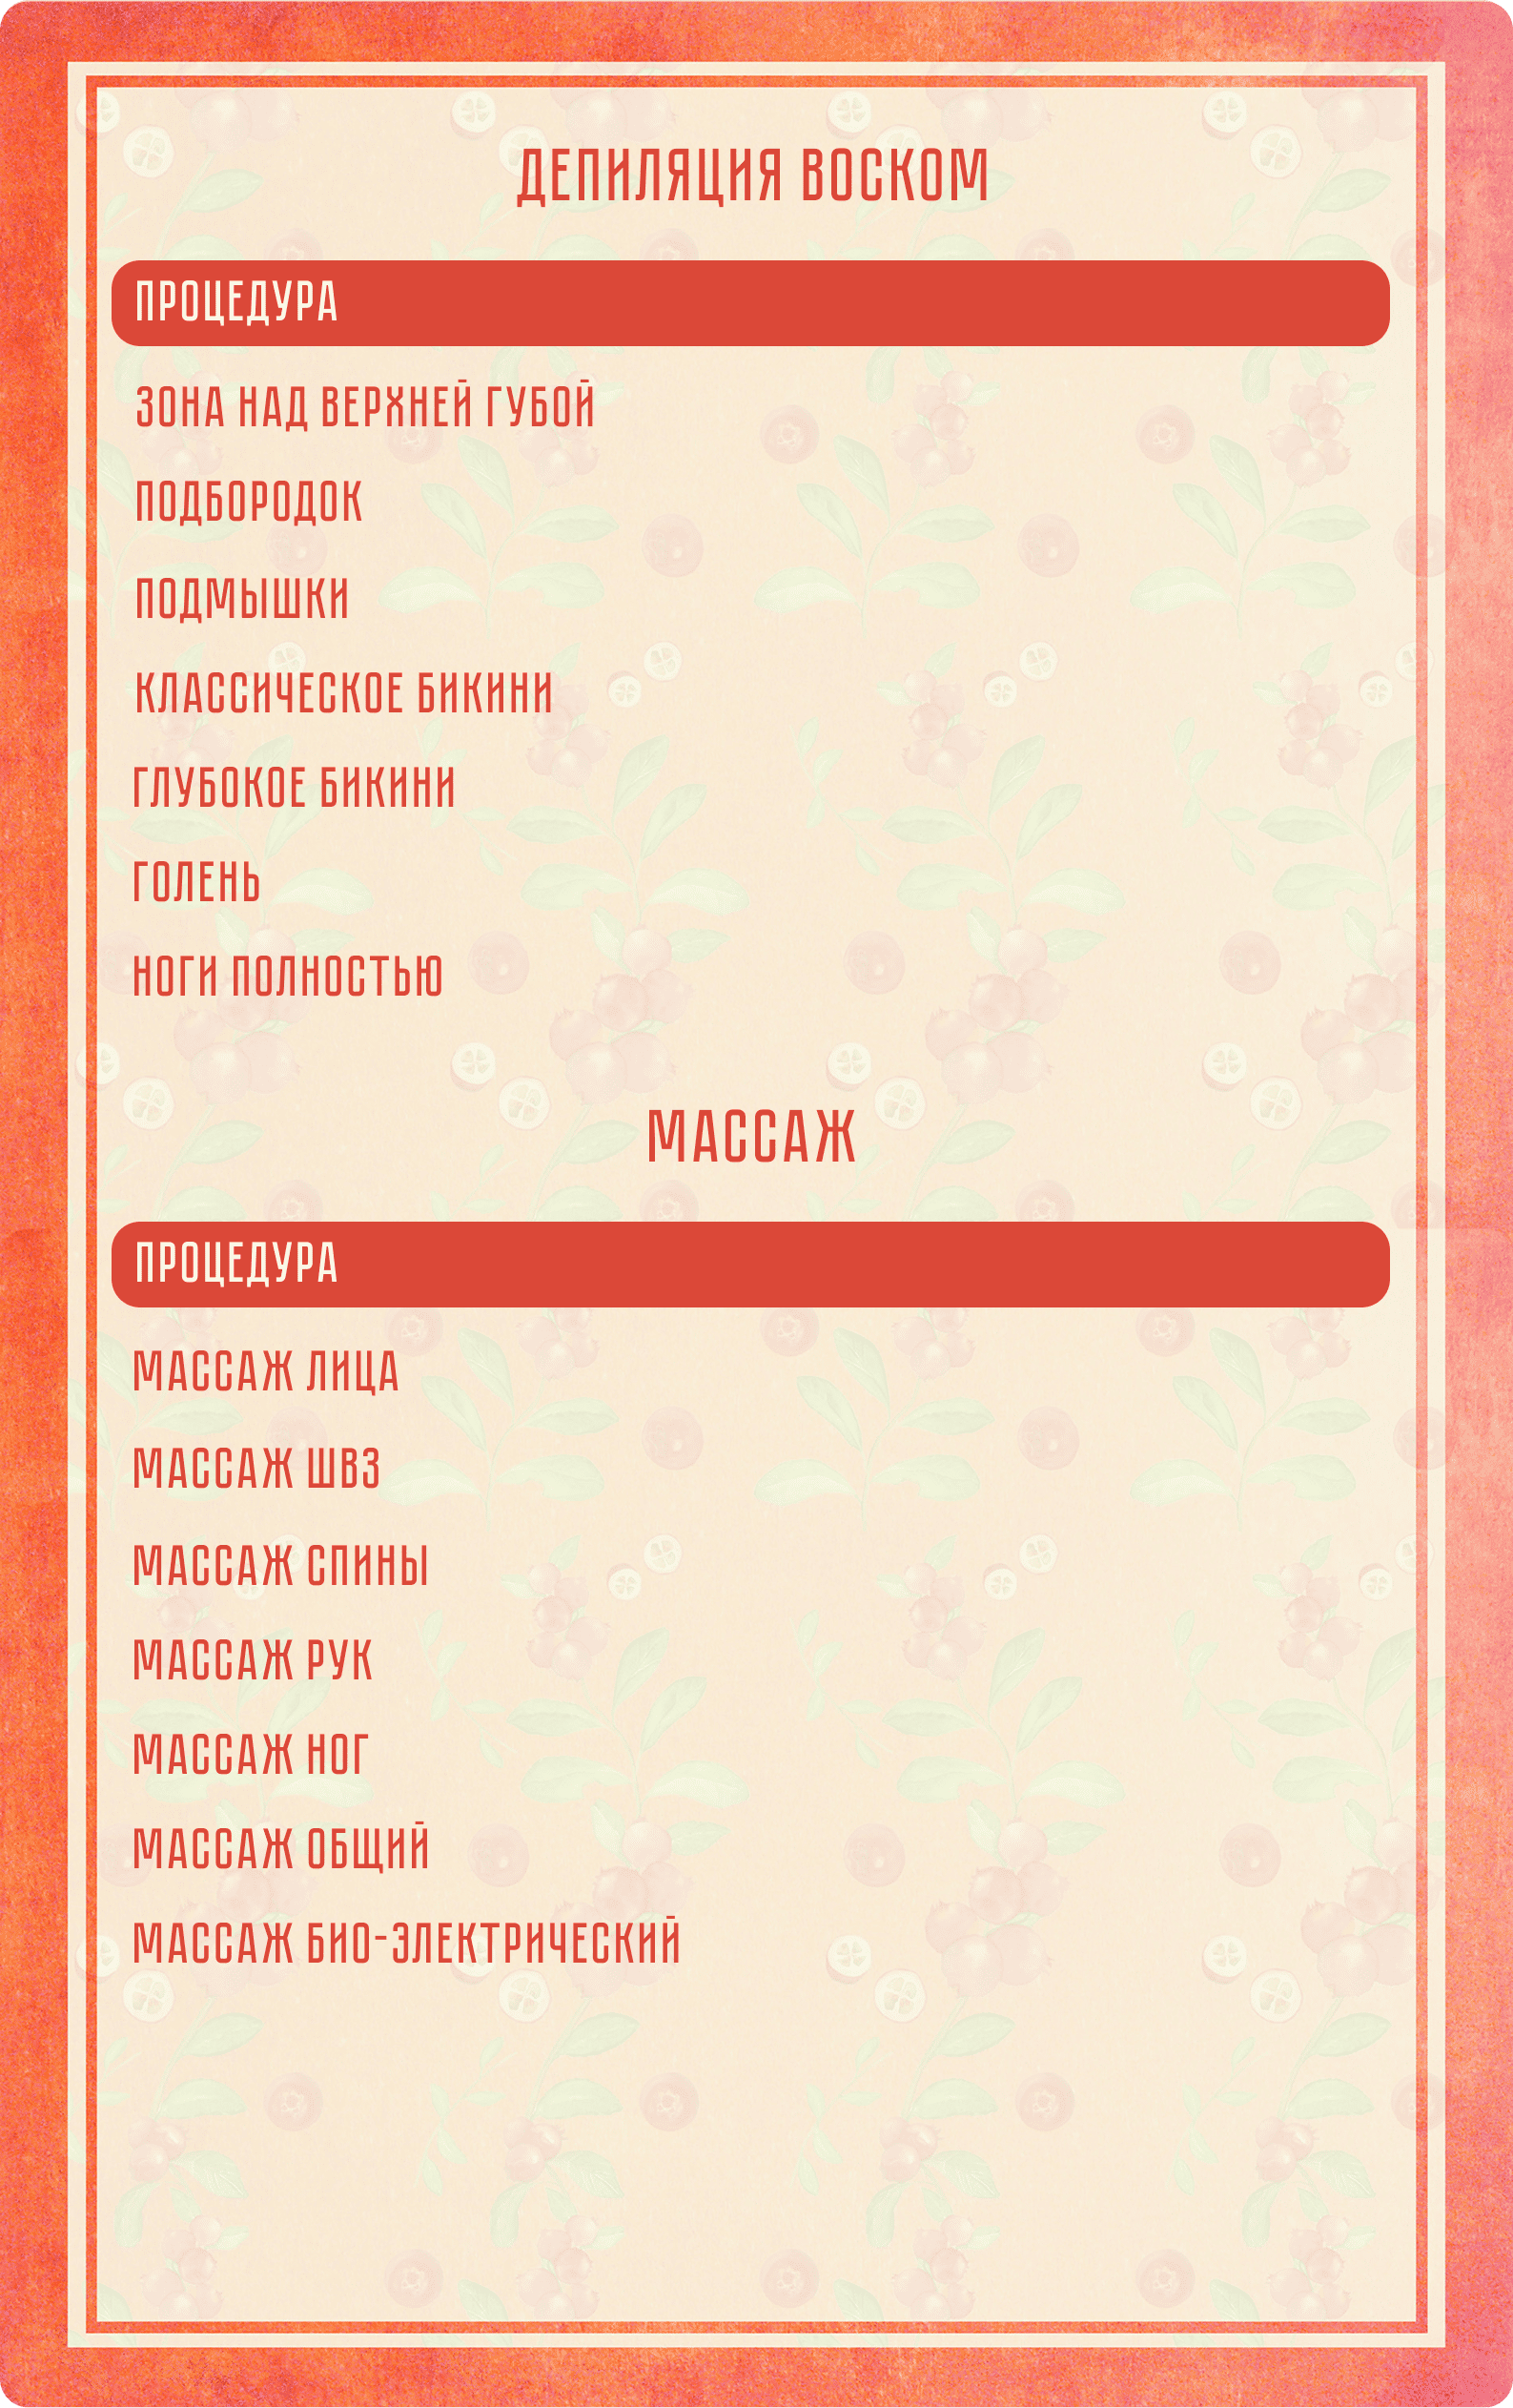 ДЕПИЛЯЦИЯ ВОСКОМ
ПРОЦЕДУРА
ЗОНА НАД ВЕРХНЕЙ ГУБОЙ
ПОДБОРОДОК
ПОДМЫШКИ
КЛАССИЧЕСКОЕ БИКИНИ
ГЛУБОКОЕ БИКИНИ
ГОЛЕНЬ
НОГИ ПОЛНОСТЬЮ
МАССАЖ
ПРОЦЕДУРА
МАССАЖ ЛИЦА
МАССАЖ ШВЗ
МАССАЖ СПИНЫ
МАССАЖ РУК
МАССАЖ НОГ
МАССАЖ ОБЩИЙ
МАССАЖ БИО-ЭЛЕКТРИЧЕСКИЙ